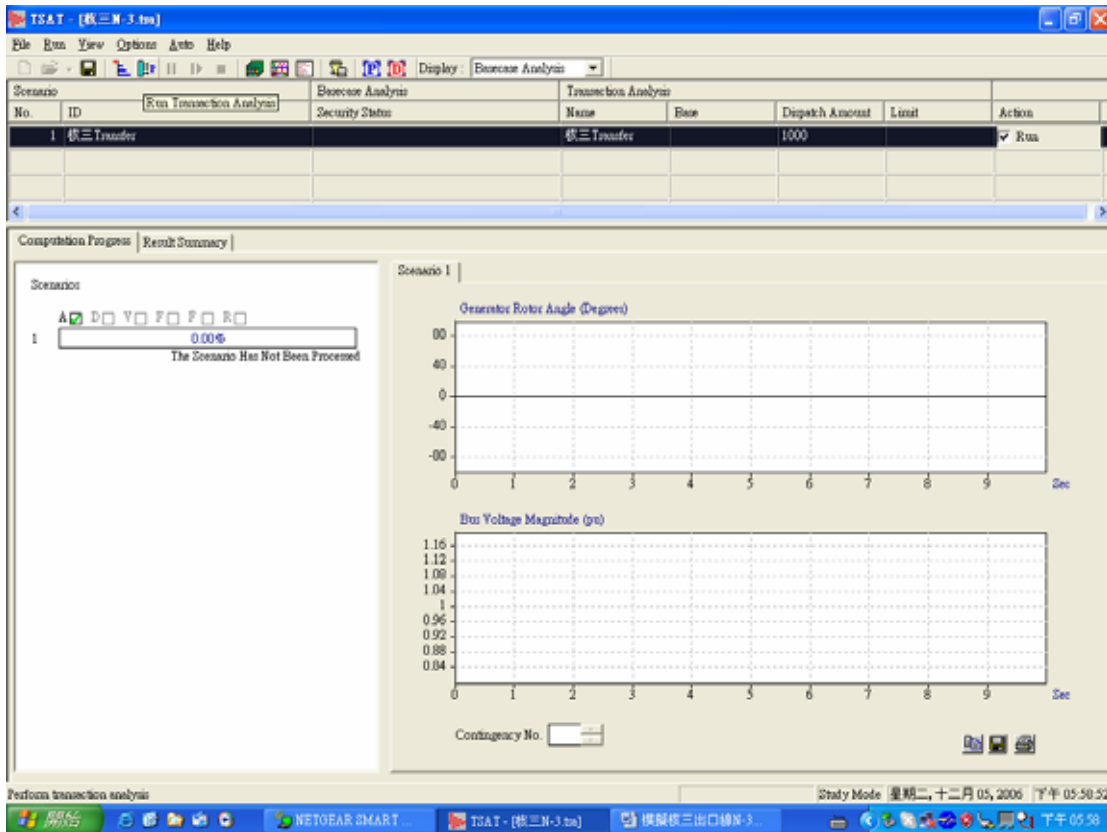 TSAT - [核三N-3.tsa]
File Run View Options Auto Help
Display : Basecase Analysis
Scenario Basecase Analysis Transaction Analysis
No. ID Security Status Name Base Dispatch Amount Limit Action
Run Transaction Analysis
1 核三Transfer 核三Transfer 1000 Run
Computation Progress Result Summary
Scenarios
A D V F F R
1 0.00%
The Scenario Has Not Been Processed
Scenario 1
Generator Rotor Angle (Degrees)
80
40
0
-40
-80
0 1 2 3 4 5 6 7 8 9 Sec
Bus Voltage Magnitude (pu)
1.16
1.12
1.08
1.04
1
0.96
0.92
0.88
0.84
0 1 2 3 4 5 6 7 8 9 Sec
Contingency No.
Perform transaction analysis Study Mode 星期二, 十二月 05, 2006 下午 05:58:52
開始 NETGEAR SMART ... TSAT - [核三N-3.tsa] 模擬核三出口線N-3... 下午 05:58